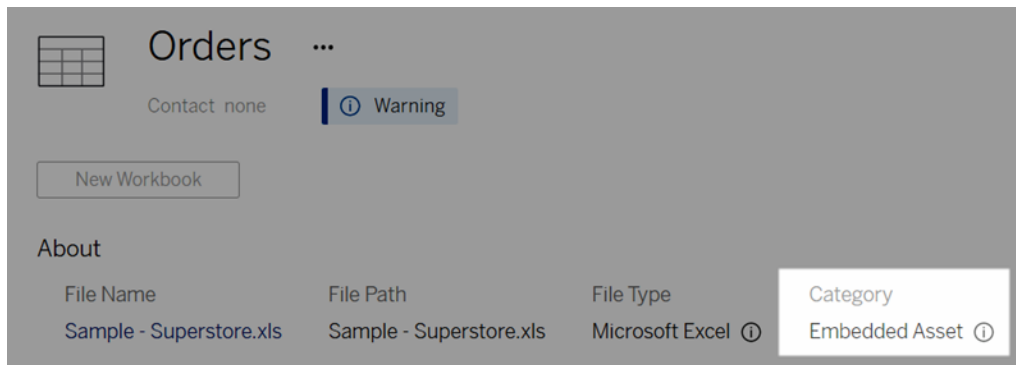 Orders ...
Contact none
Warning
New Workbook
About
File Name File Path File Type Category
Sample - Superstore.xls Sample - Superstore.xls Microsoft Excel Embedded Asset